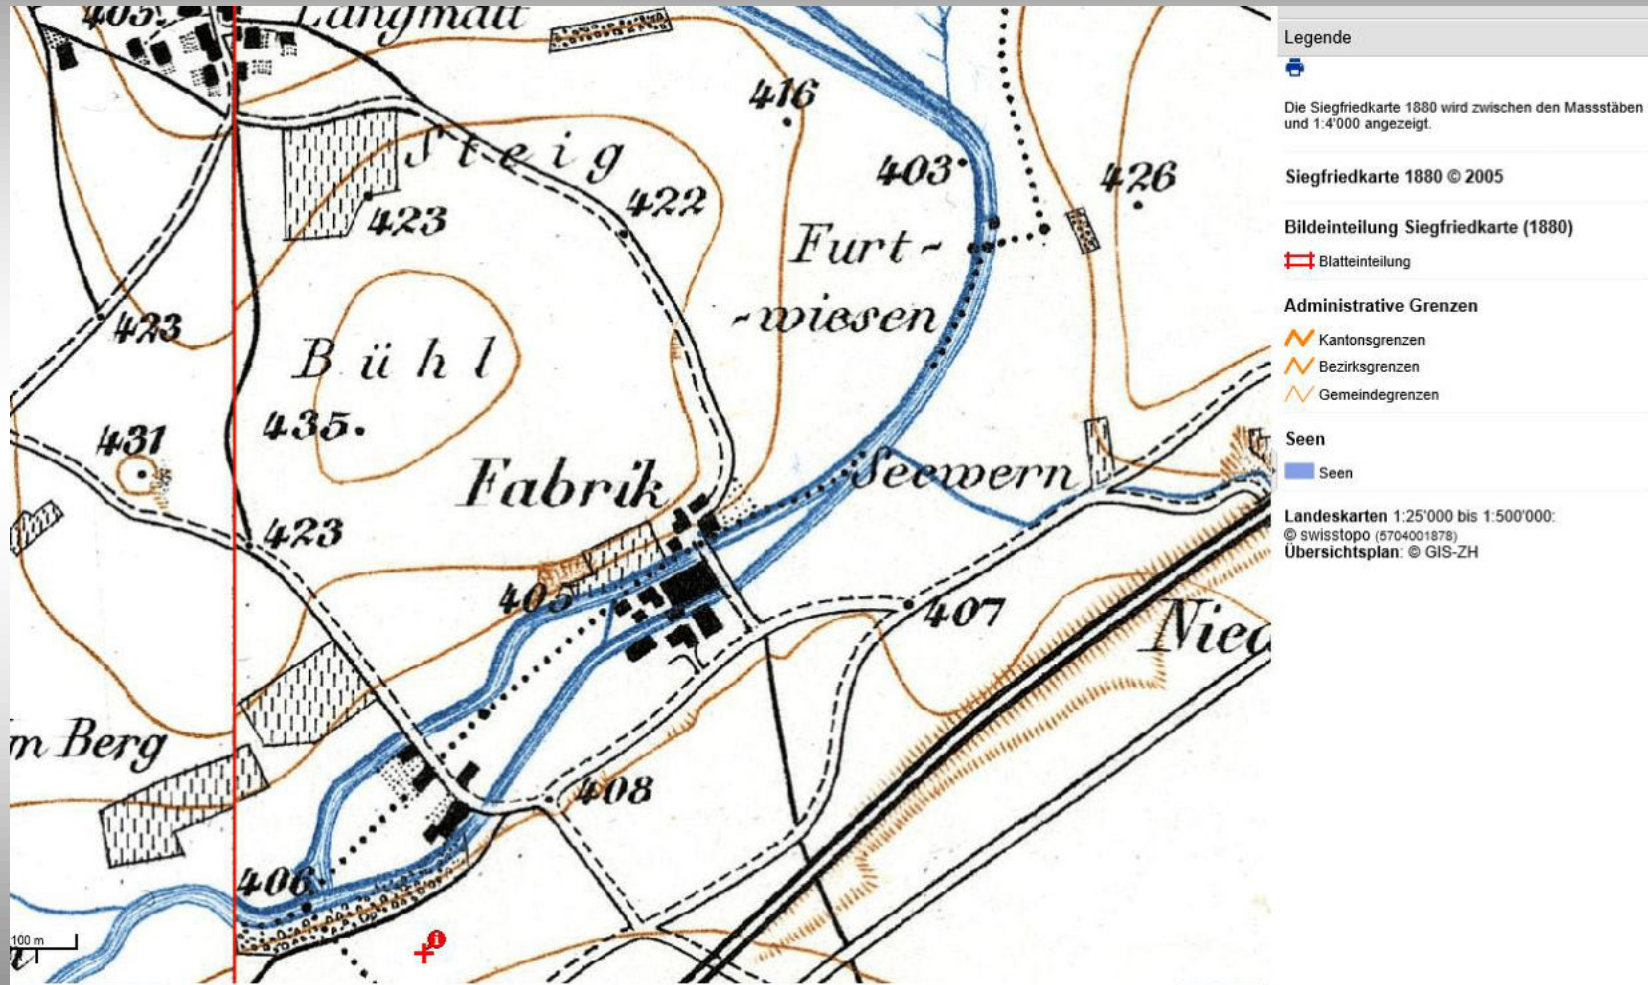 405.
Langmatt
416
Steig
403
426
422
423
Furt-
-wiesen
423
Bühl
435.
431
Fabrik
Seewern
423
405
407
Nied
m Berg
408
406
100 m
Legende
Die Siegfriedkarte 1880 wird zwischen den Massstäben
und 1:4'000 angezeigt.
Siegfriedkarte 1880 © 2005
Bildeinteilung Siegfriedkarte (1880)
Blatteinteilung
Administrative Grenzen
Kantonsgrenzen
Bezirksgrenzen
Gemeindegrenzen
Seen
Seen
Landeskarten 1:25'000 bis 1:500'000:
© swisstopo (5704001878)
Übersichtsplan: © GIS-ZH